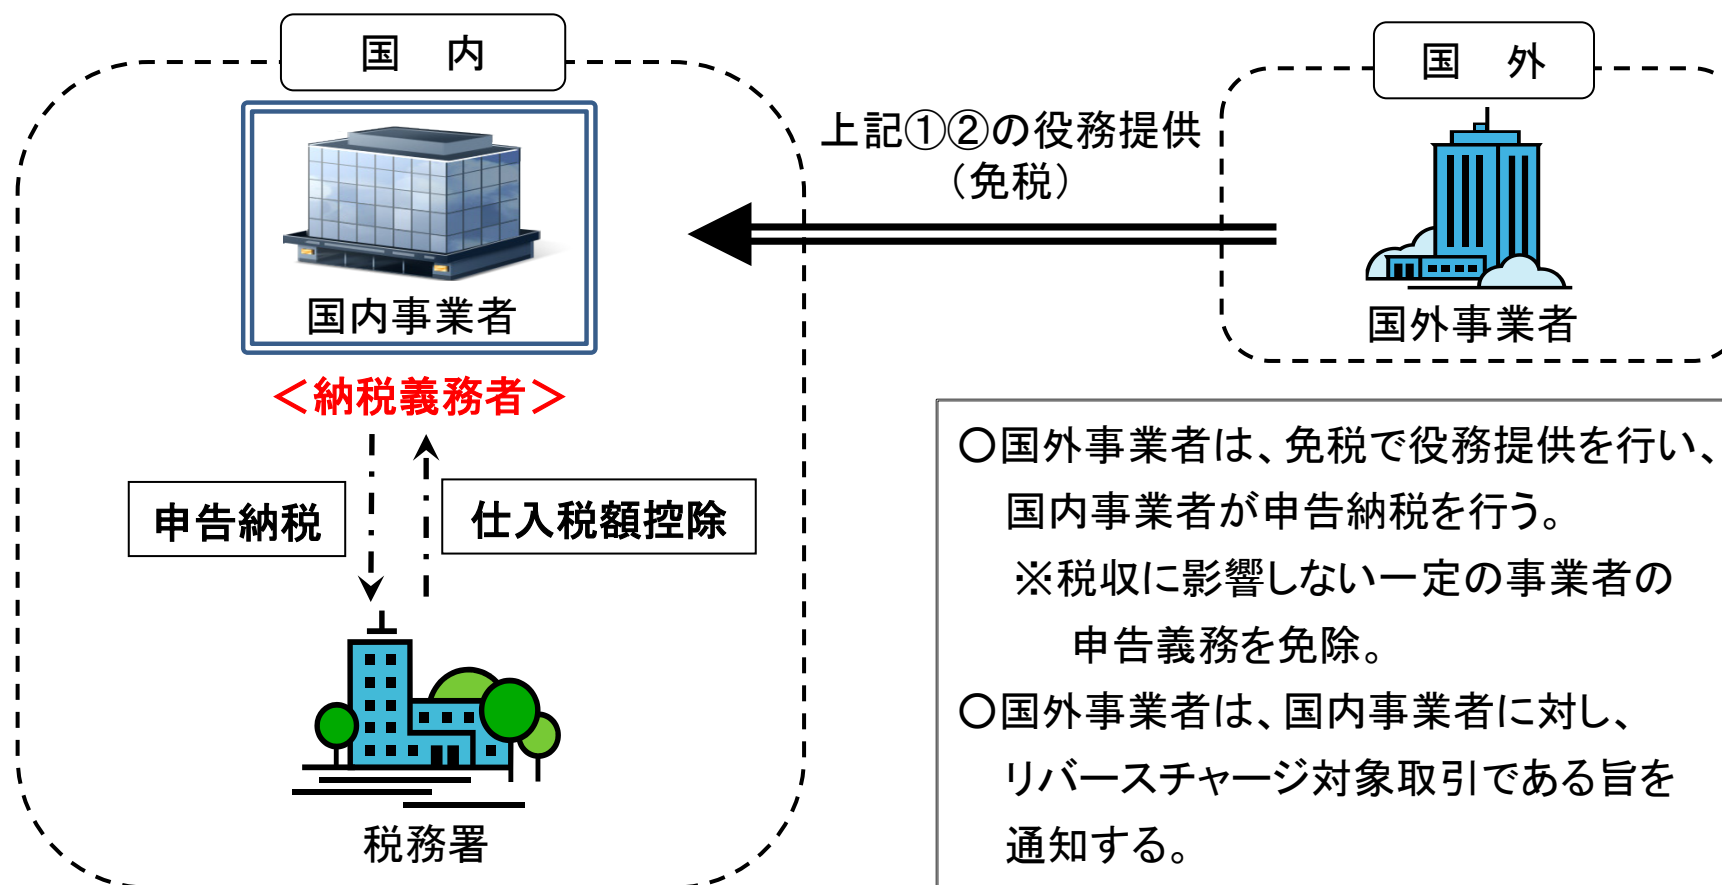 国　内
国　外
上記①②の役務提供
（免税）
国内事業者
国外事業者
＜納税義務者＞
申告納税
仕入税額控除
税務署
○国外事業者は、免税で役務提供を行い、
国内事業者が申告納税を行う。
※税収に影響しない一定の事業者の
申告義務を免除。
○国外事業者は、国内事業者に対し、
リバースチャージ対象取引である旨を
通知する。